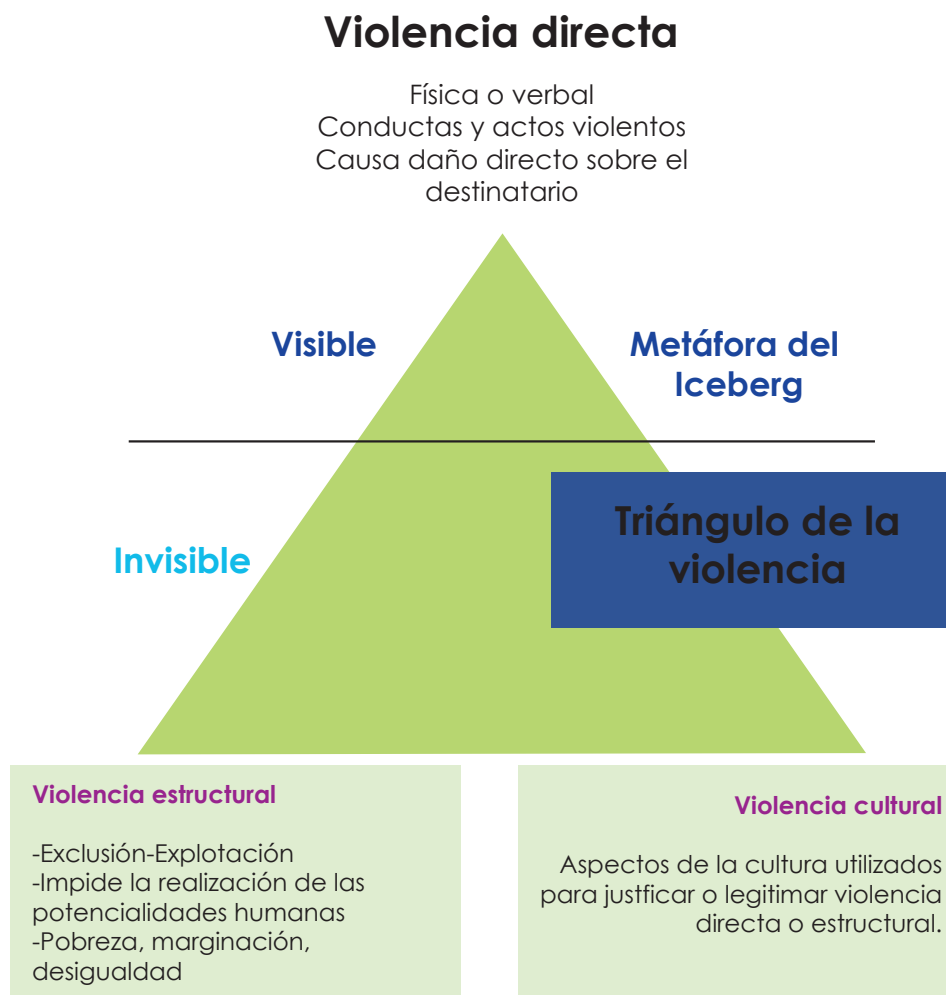 Violencia directa
Física o verbal
Conductas y actos violentos
Causa daño directo sobre el
destinatario
Visible
Metáfora del
Iceberg
Invisible
Triángulo de la
violencia
Violencia estructural
-Exclusión-Explotación
-Impide la realización de las
potencialidades humanas
-Pobreza, marginación,
desigualdad
Violencia cultural
Aspectos de la cultura utilizados
para justficar o legitimar violencia
directa o estructural.